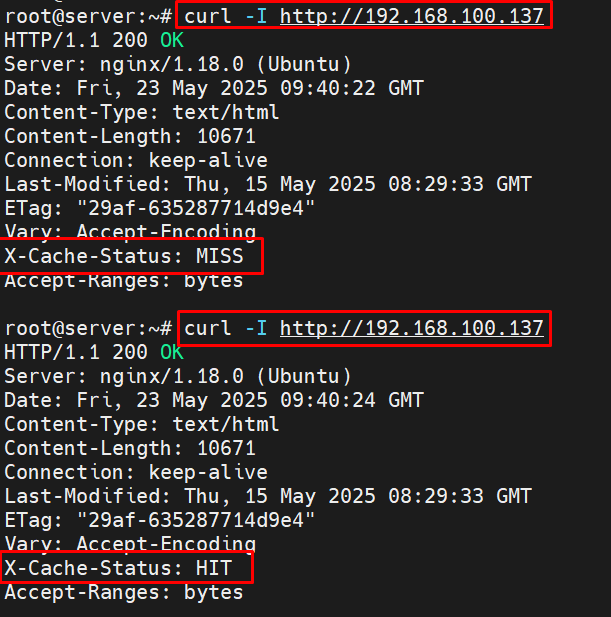 root@server:~# curl -I http://192.168.100.137
HTTP/1.1 200 OK
Server: nginx/1.18.0 (Ubuntu)
Date: Fri, 23 May 2025 09:40:22 GMT
Content-Type: text/html
Content-Length: 10671
Connection: keep-alive
Last-Modified: Thu, 15 May 2025 08:29:33 GMT
ETag: "29af-635287714d9e4"
Vary: Accept-Encoding
X-Cache-Status: MISS
Accept-Ranges: bytes
root@server:~# curl -I http://192.168.100.137
HTTP/1.1 200 OK
Server: nginx/1.18.0 (Ubuntu)
Date: Fri, 23 May 2025 09:40:24 GMT
Content-Type: text/html
Content-Length: 10671
Connection: keep-alive
Last-Modified: Thu, 15 May 2025 08:29:33 GMT
ETag: "29af-635287714d9e4"
Vary: Accept-Encoding
X-Cache-Status: HIT
Accept-Ranges: bytes